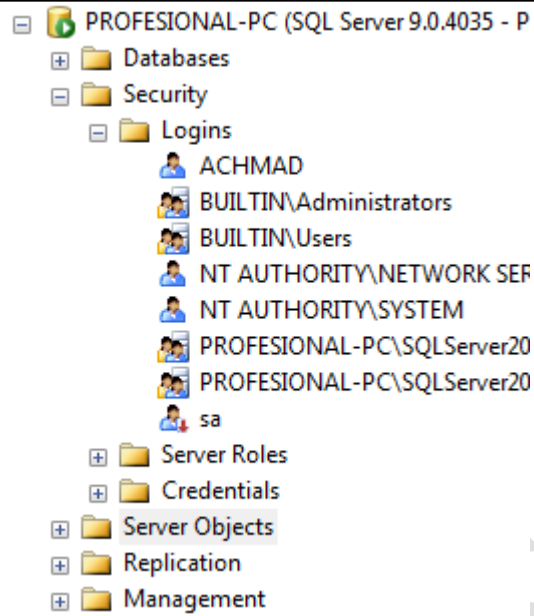 PROFESIONAL-PC (SQL Server 9.0.4035 - P
Databases
Security
Logins
ACHMAD
BUILTIN\Administrators
BUILTIN\Users
NT AUTHORITY\NETWORK SER
NT AUTHORITY\SYSTEM
PROFESIONAL-PC\SQLServer20
PROFESIONAL-PC\SQLServer20
sa
Server Roles
Credentials
Server Objects
Replication
Management